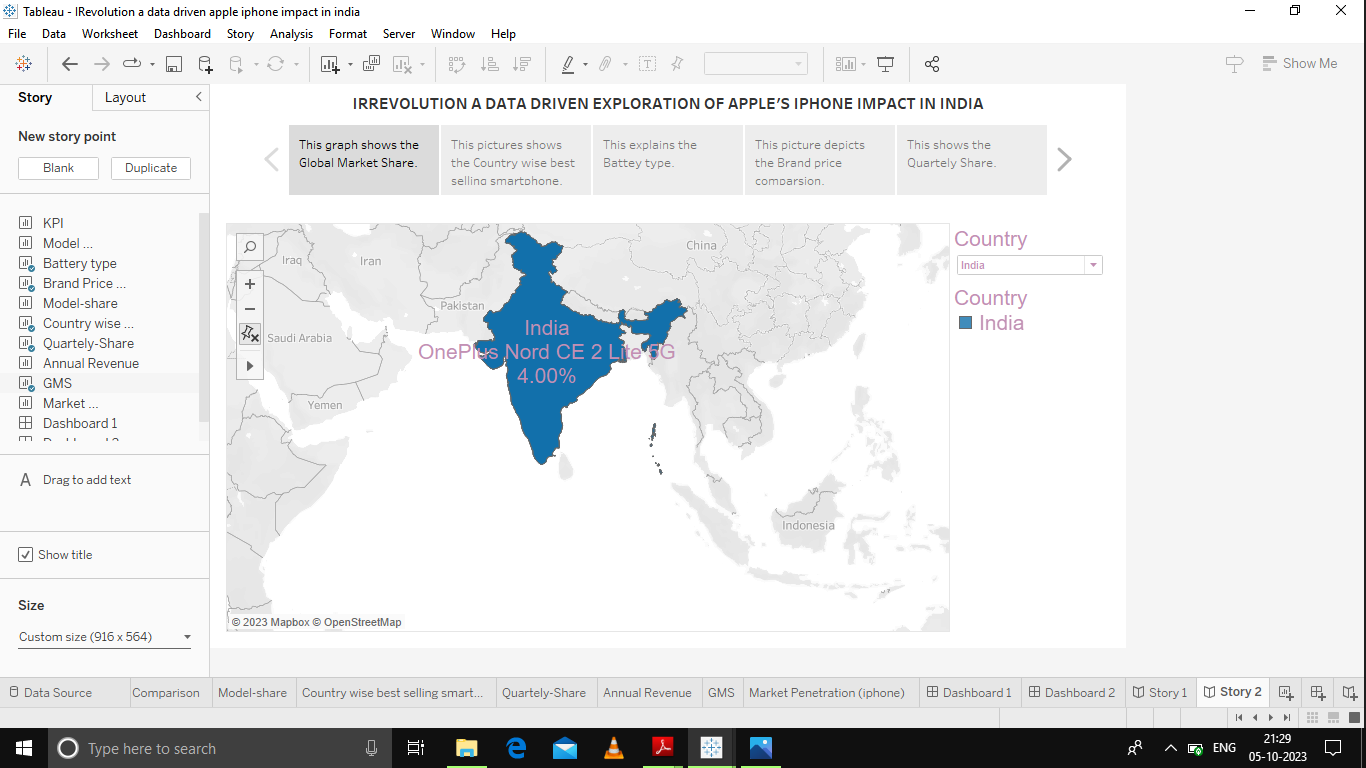 Tableau - IRevolution a data driven apple iphone impact in india
File Data Worksheet Dashboard Story Analysis Format Server Window Help
Show Me
Story Layout
New story point
Blank Duplicate
KPI
Model ...
Battery type
Brand Price ...
Model-share
Country wise ...
Quartely-Share
Annual Revenue
GMS
Market ...
Dashboard 1
A Drag to add text
Show title
Size
Custom size (916 x 564)
IRREVOLUTION A DATA DRIVEN EXPLORATION OF APPLE'S IPHONE IMPACT IN INDIA
This graph shows the
Global Market Share.
This pictures shows
the Country wise best
selling smartphone.
This explains the
Battey type.
This picture depicts
the Brand price
comparsion.
This shows the
Quartely Share.
China
Iraq
Iran
Pakistan
Saudi Arabia
Yemen
Indonesia
India
OnePlus Nord CE 2 Lite 5G
4.00%
© 2023 Mapbox © OpenStreetMap
Country
India
Country
India
Data Source Comparison Model-share Country wise best selling smart... Quartely-Share Annual Revenue GMS Market Penetration (iphone) Dashboard 1 Dashboard 2 Story 1 Story 2
Type here to search
ENG
21:29
05-10-2023